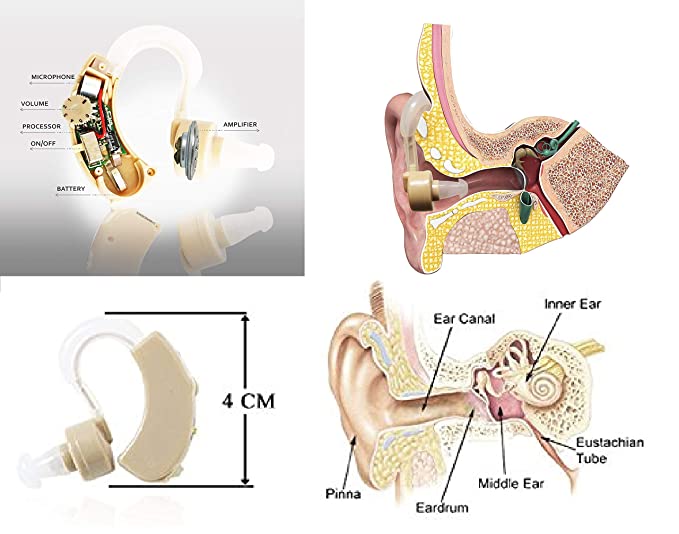 MICROPHONE
VOLUME
PROCESSOR
ON/OFF
BATTERY
AMPLIFIER
4 CM
Ear Canal
Inner Ear
Eustachian
Tube
Middle Ear
Eardrum
Pinna